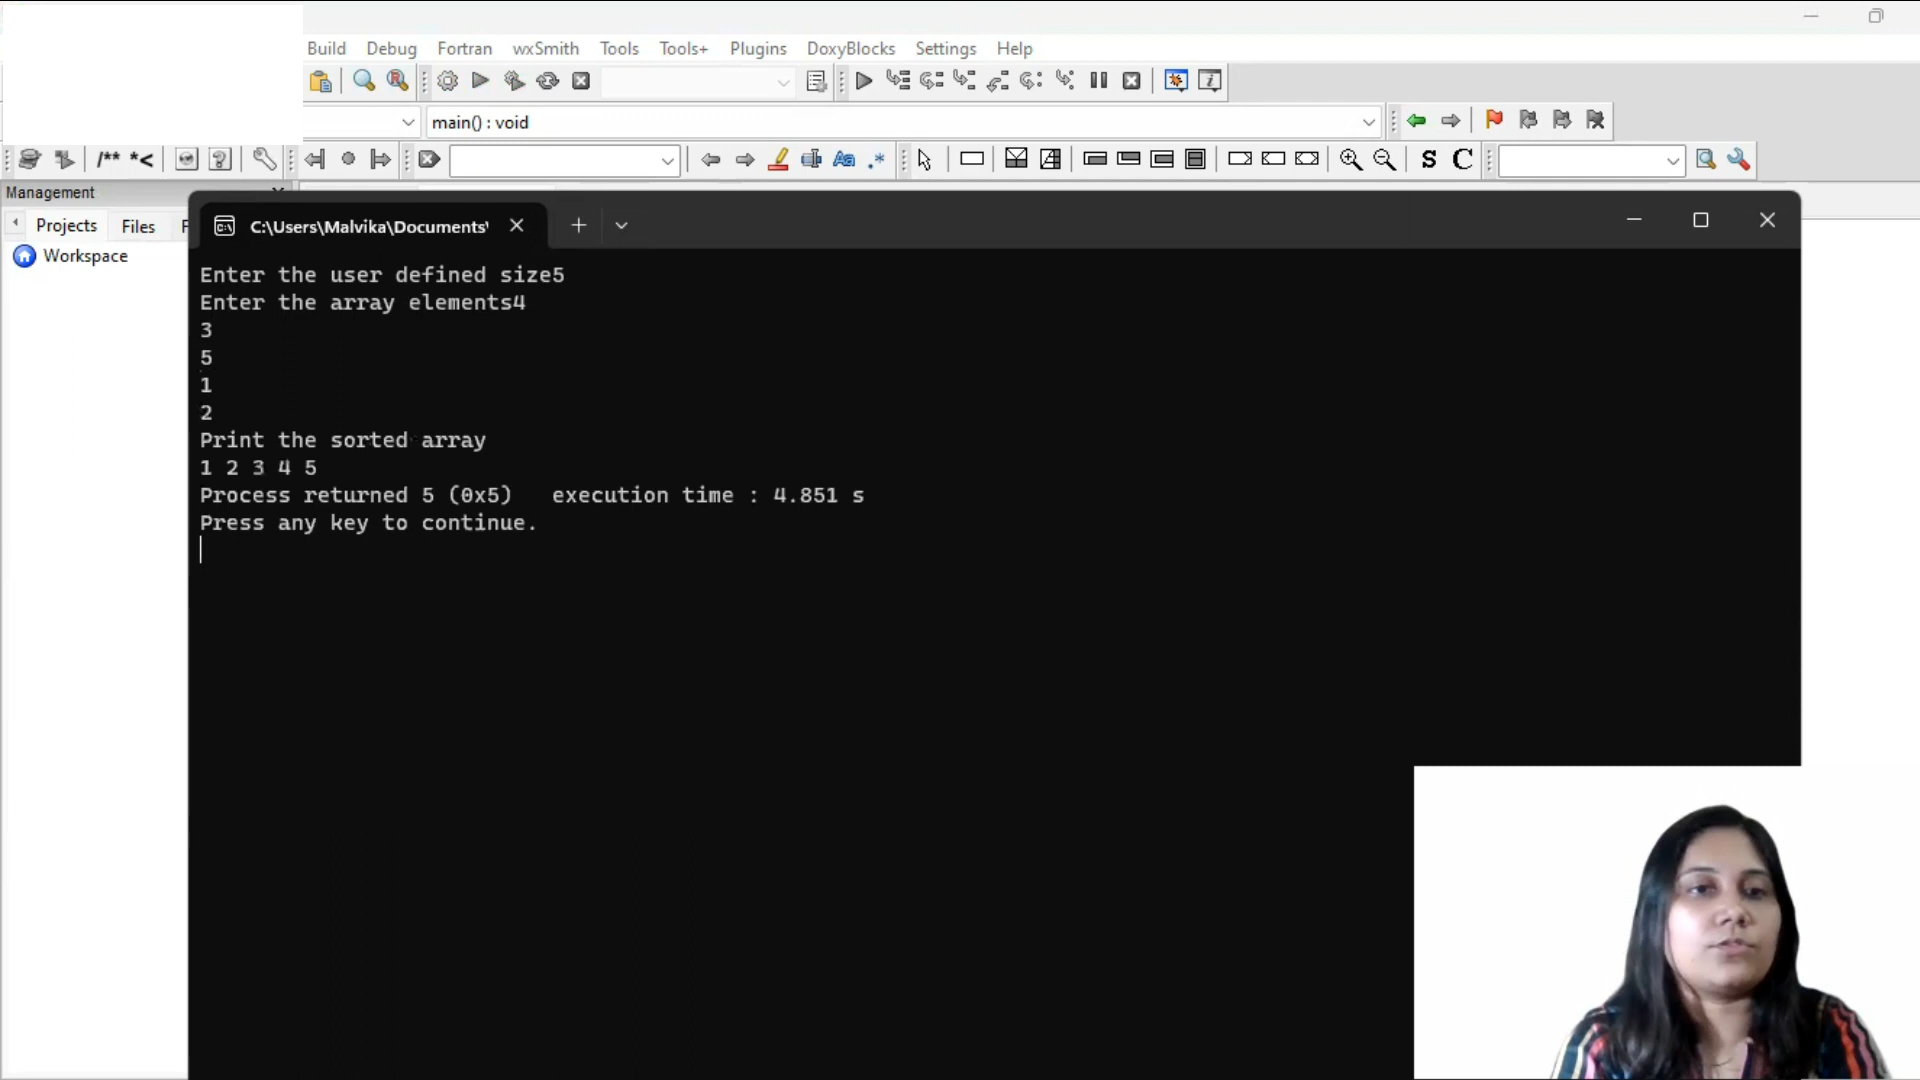 Build Debug Fortran wxSmith Tools Tools+ Plugins DoxyBlocks Settings Help
main() : void
/** *< Aa .* S C
Management
Projects Files F
Workspace
C:\Users\Malvika\Documents\
Enter the user defined size5
Enter the array elements4
3
5
1
2
Print the sorted array
1 2 3 4 5
Process returned 5 (0x5)   execution time : 4.851 s
Press any key to continue.